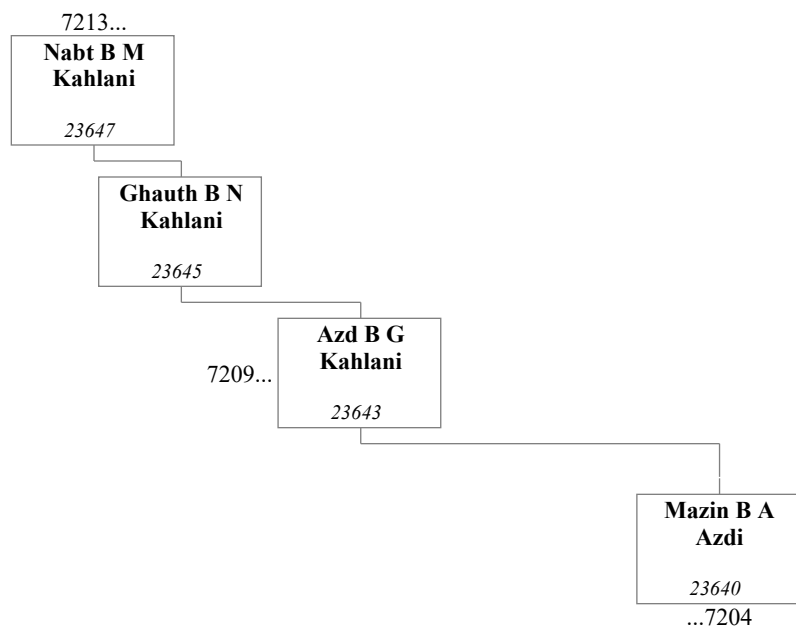 7213...
Nabt B M
Kahlani
23647
Ghauth B N
Kahlani
23645
Azd B G
Kahlani
7209...
23643
Mazin B A
Azdi
23640
...7204